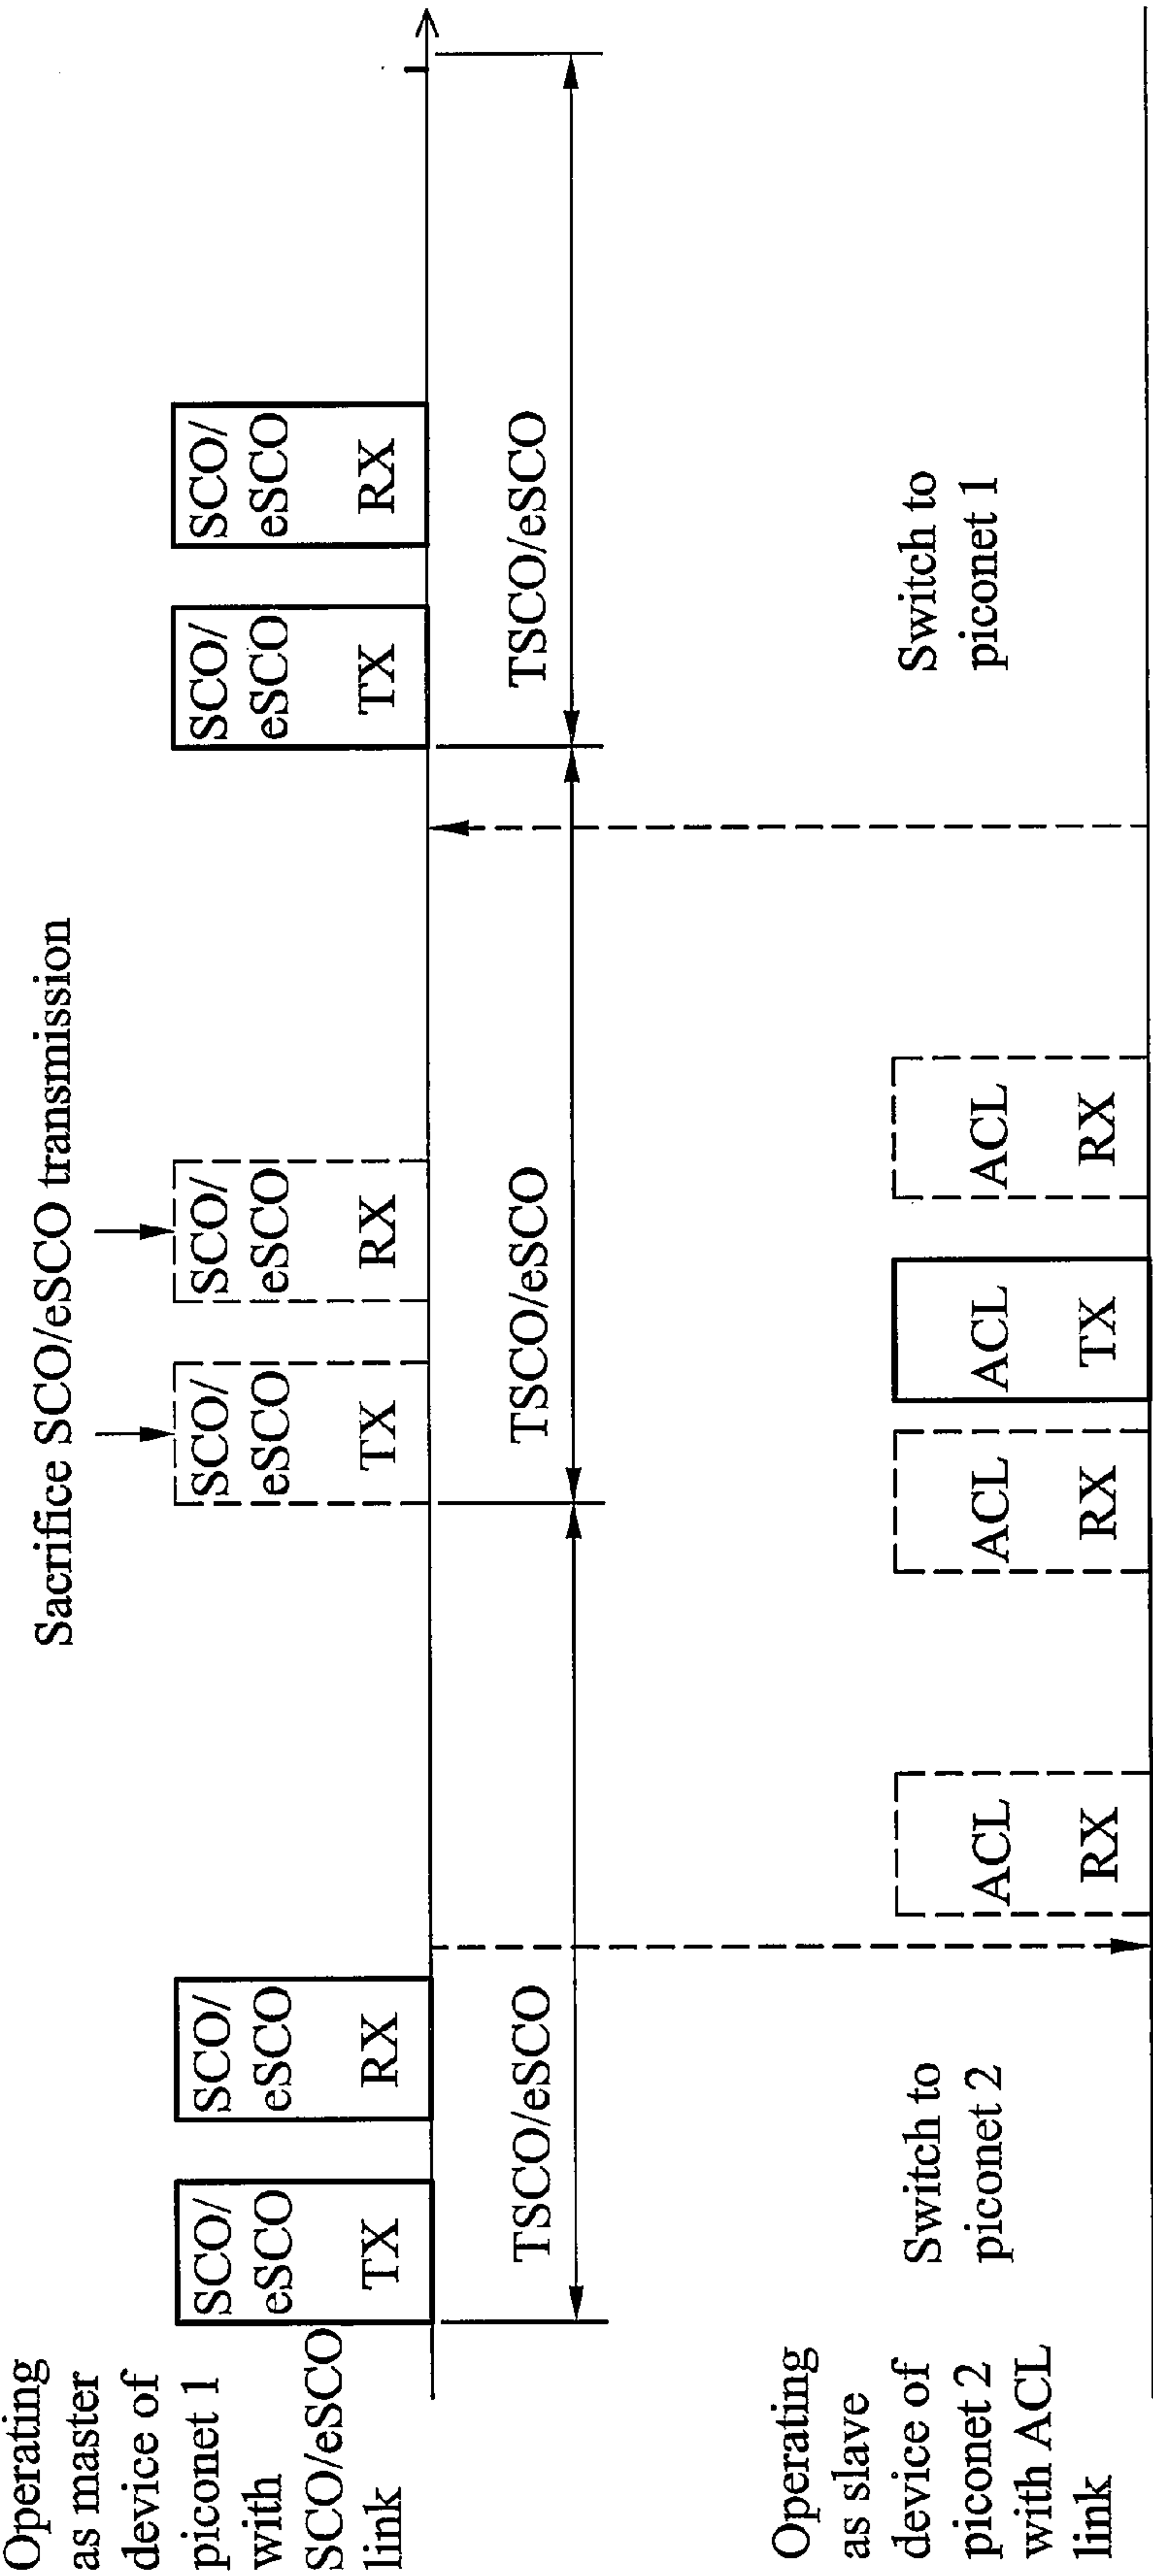 Sacrifice SCO/eSCO transmission
Operating
as master
device of
piconet 1
with
SCO/eSCO
link
SCO/
eSCO
TX
SCO/
eSCO
RX
SCO/
eSCO
TX
SCO/
eSCO
RX
SCO/
eSCO
TX
SCO/
eSCO
RX
TSCO/eSCO
TSCO/eSCO
TSCO/eSCO
Operating
as slave
device of
piconet 2
with ACL
link
Switch to
piconet 2
ACL
RX
ACL
RX
ACL
TX
ACL
RX
Switch to
piconet 1